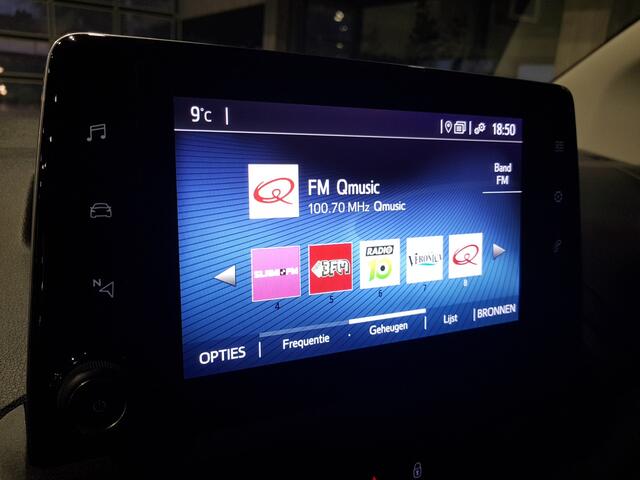 9°C
18:50
Band
FM
FM Qmusic
100.70 MHz Qmusic
SLAM!FM
3FM
RADIO
10
VERONICA
Q
4
5
6
7
8
OPTIES
Frequentie
Geheugen
Lijst
BRONNEN
N